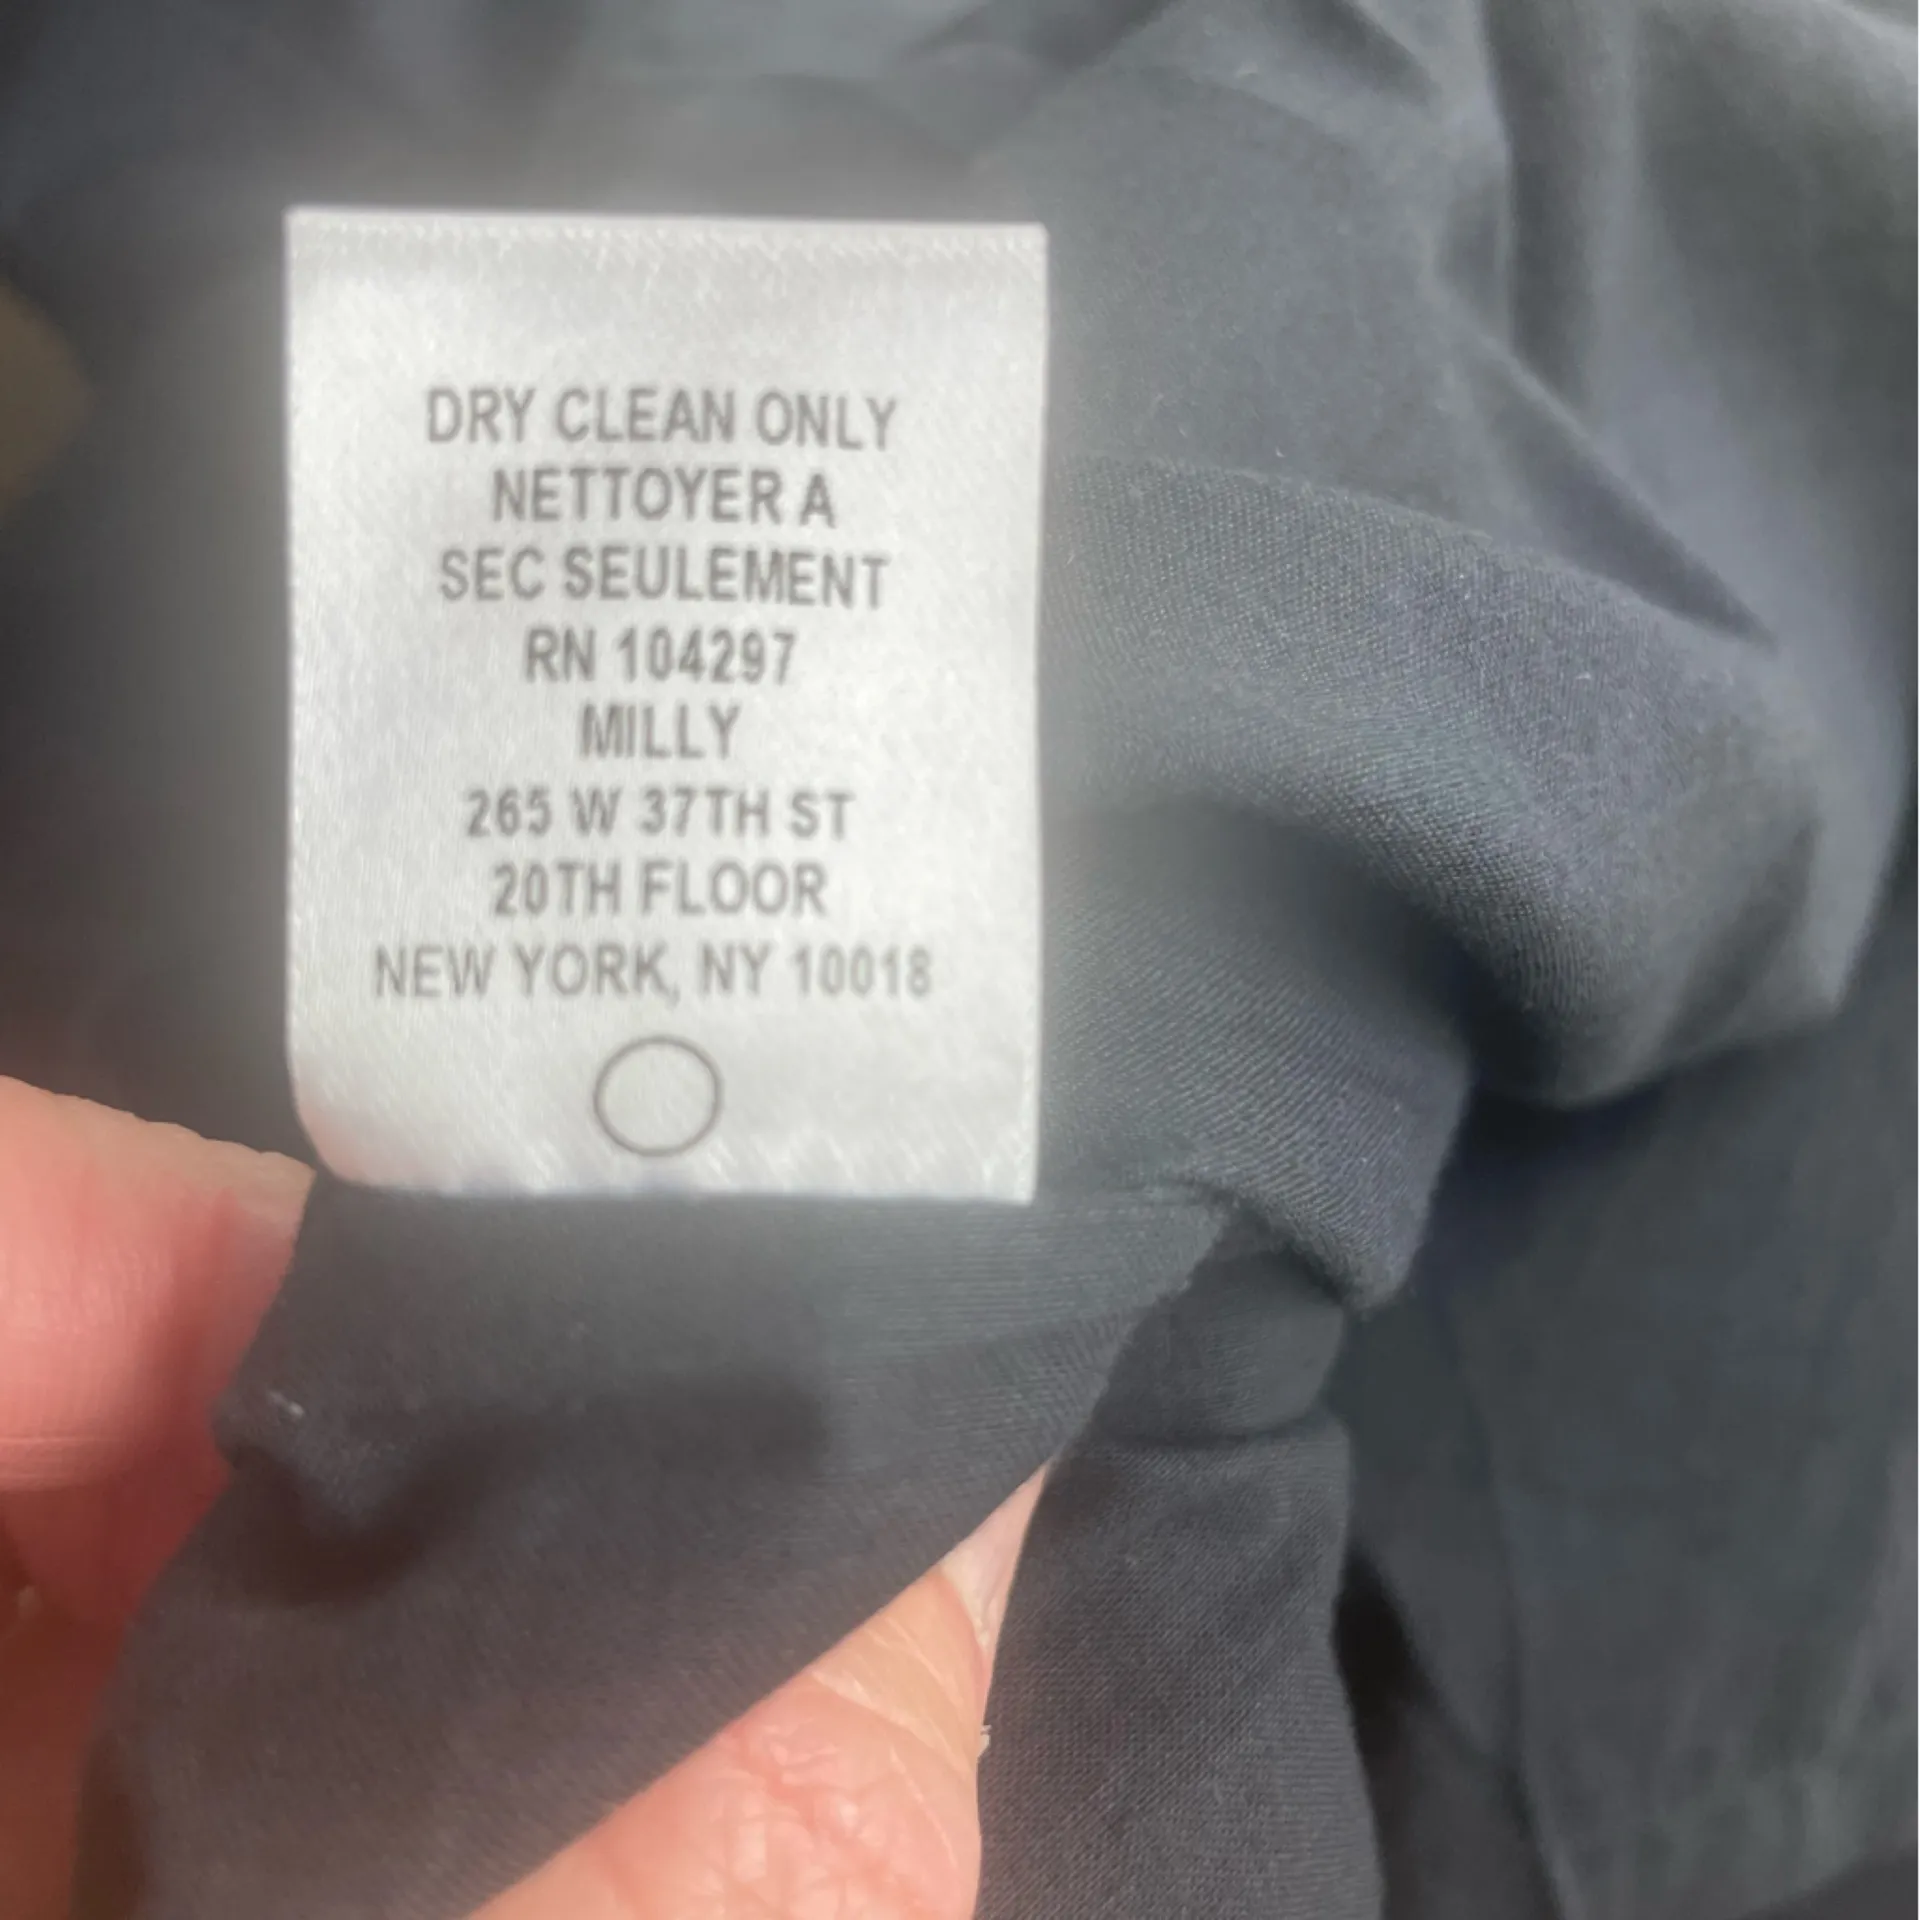 DRY CLEAN ONLY
NETTOYER A
SEC SEULEMENT
RN 104297
MILLY
265 W 37TH ST
20TH FLOOR
NEW YORK, NY 10018